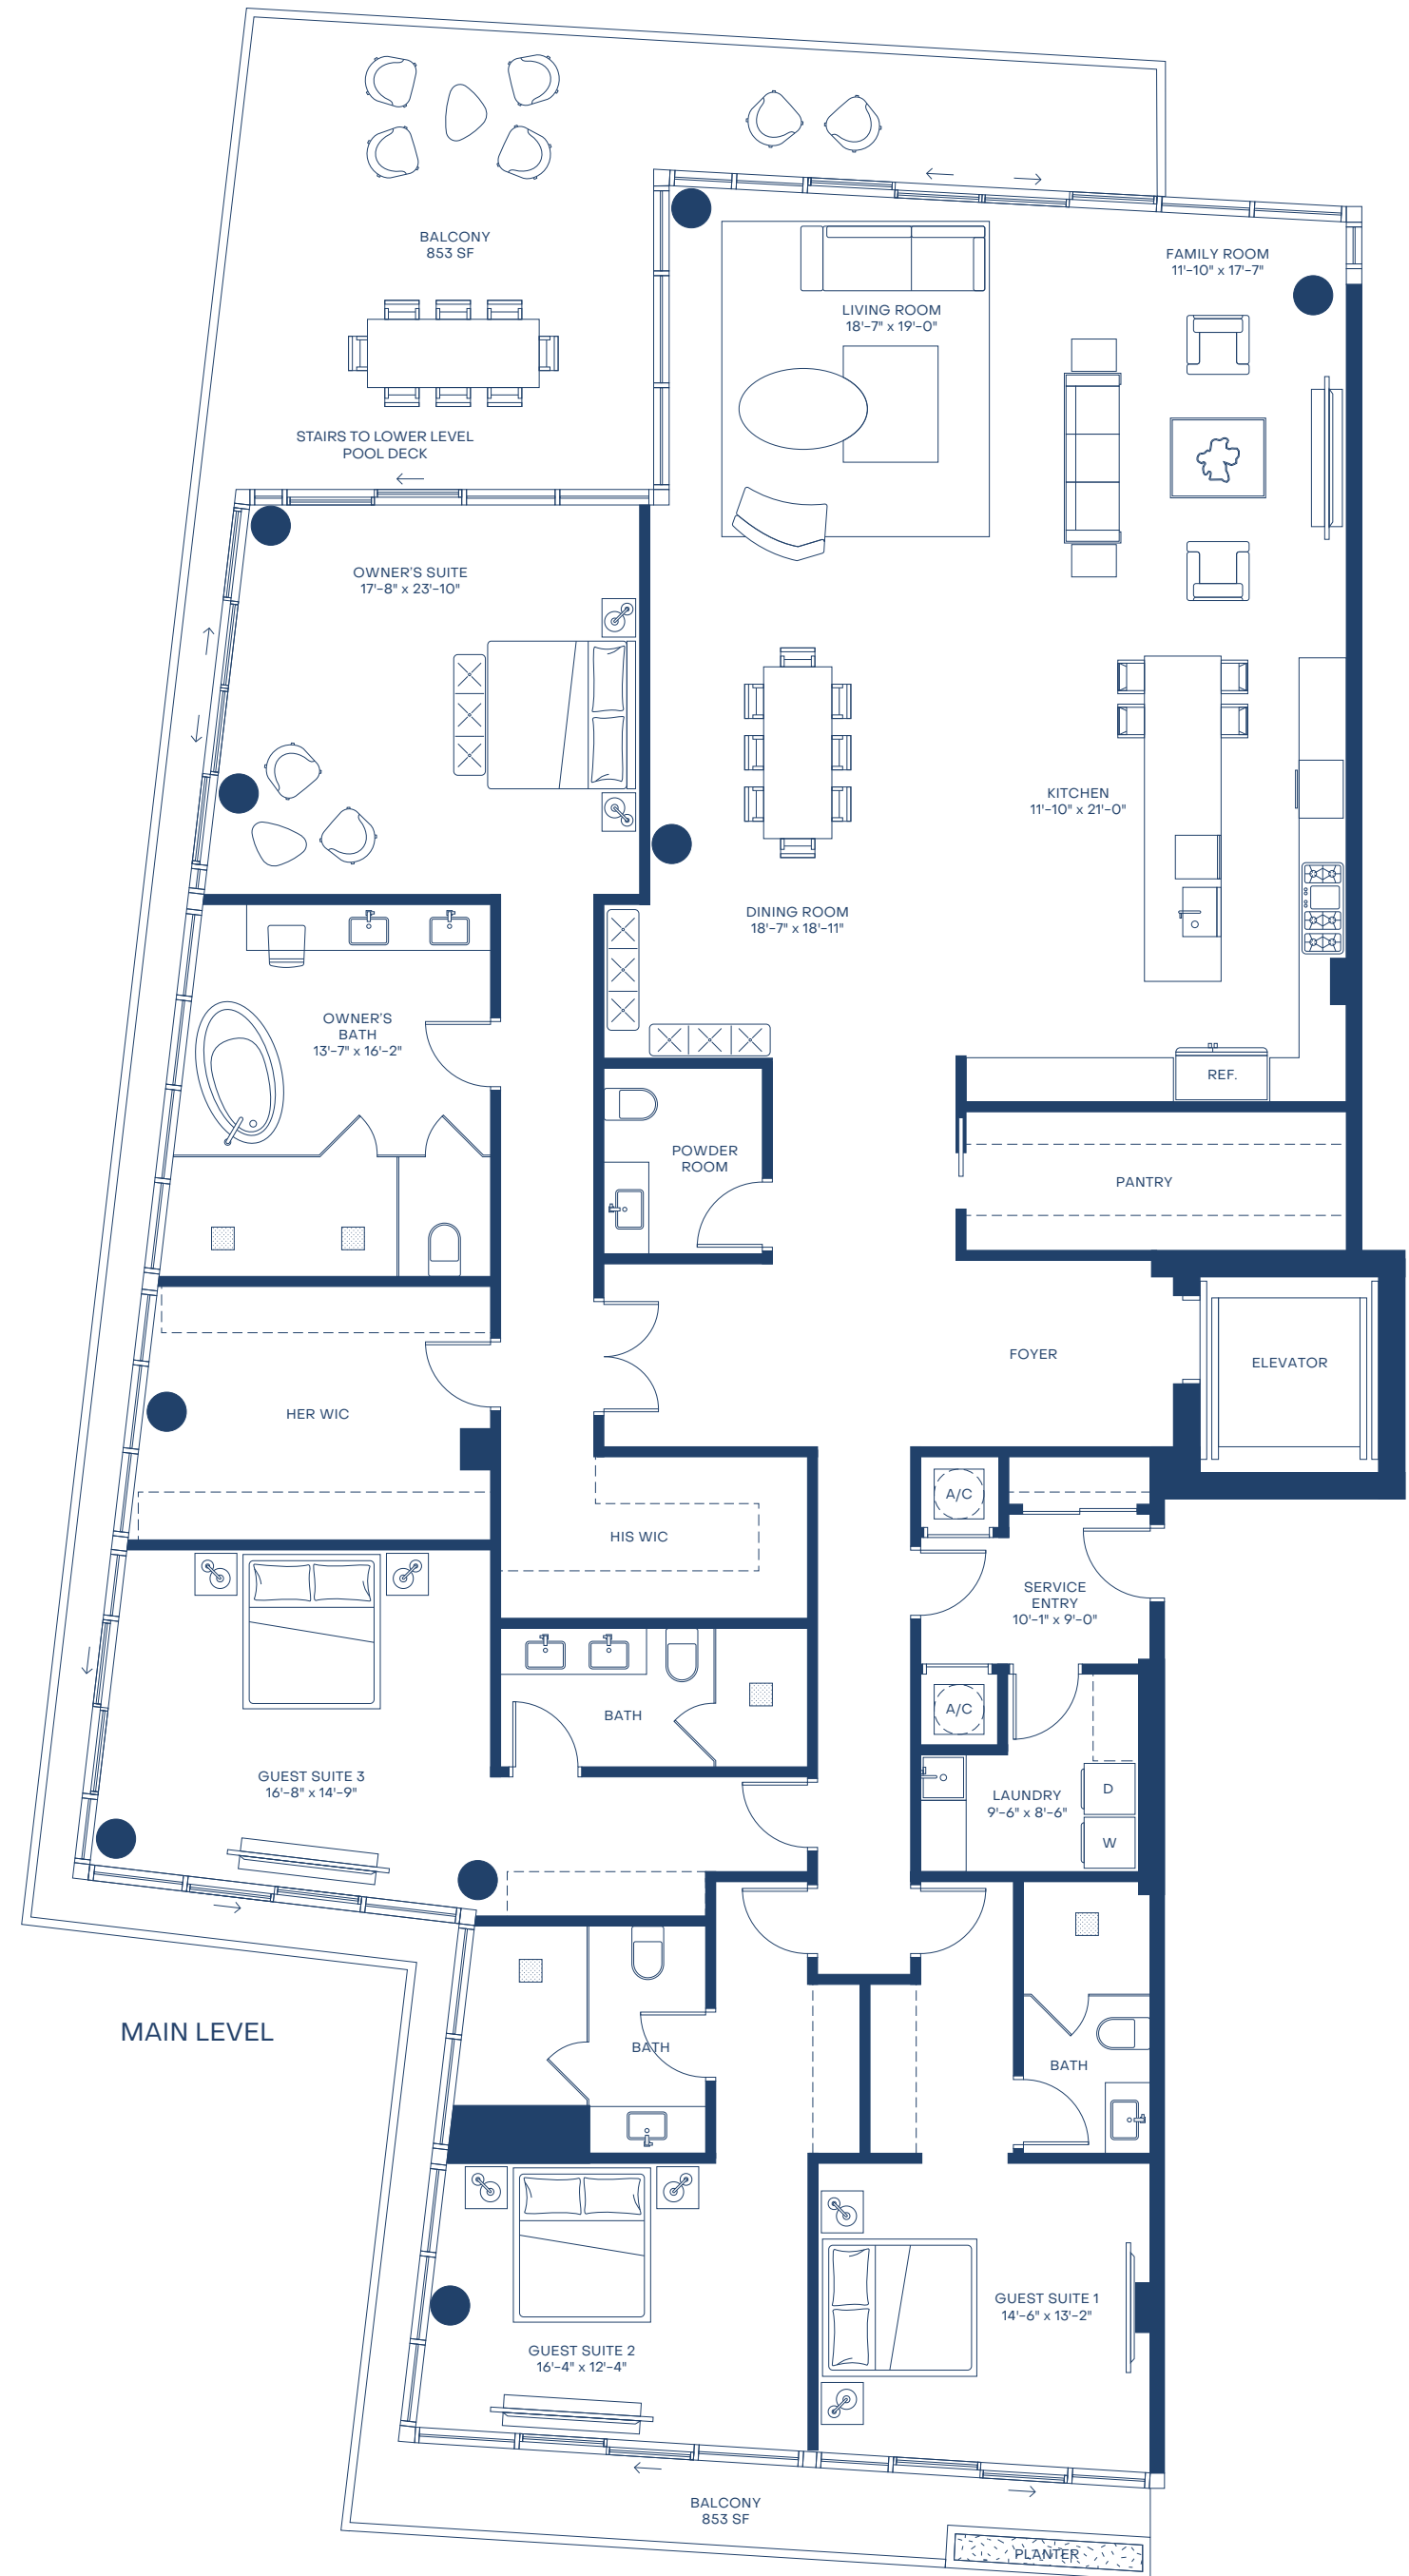 BALCONY
853 SF
FAMILY ROOM
11'-10" x 17'-7"
LIVING ROOM
18'-7" x 19'-0"
STAIRS TO LOWER LEVEL
POOL DECK
OWNER'S SUITE
17'-8" x 23'-10"
KITCHEN
11'-10" x 21'-0"
DINING ROOM
18'-7" x 18'-11"
OWNER'S
BATH
13'-7" x 16'-2"
REF.
POWDER
ROOM
PANTRY
FOYER
ELEVATOR
HER WIC
A/C
HIS WIC
SERVICE
ENTRY
10'-1" x 9'-0"
A/C
BATH
GUEST SUITE 3
16'-8" x 14'-9"
LAUNDRY
9'-6" x 8'-6"
D
W
MAIN LEVEL
BATH
BATH
GUEST SUITE 1
14'-6" x 13'-2"
GUEST SUITE 2
16'-4" x 12'-4"
BALCONY
853 SF
PLANTER